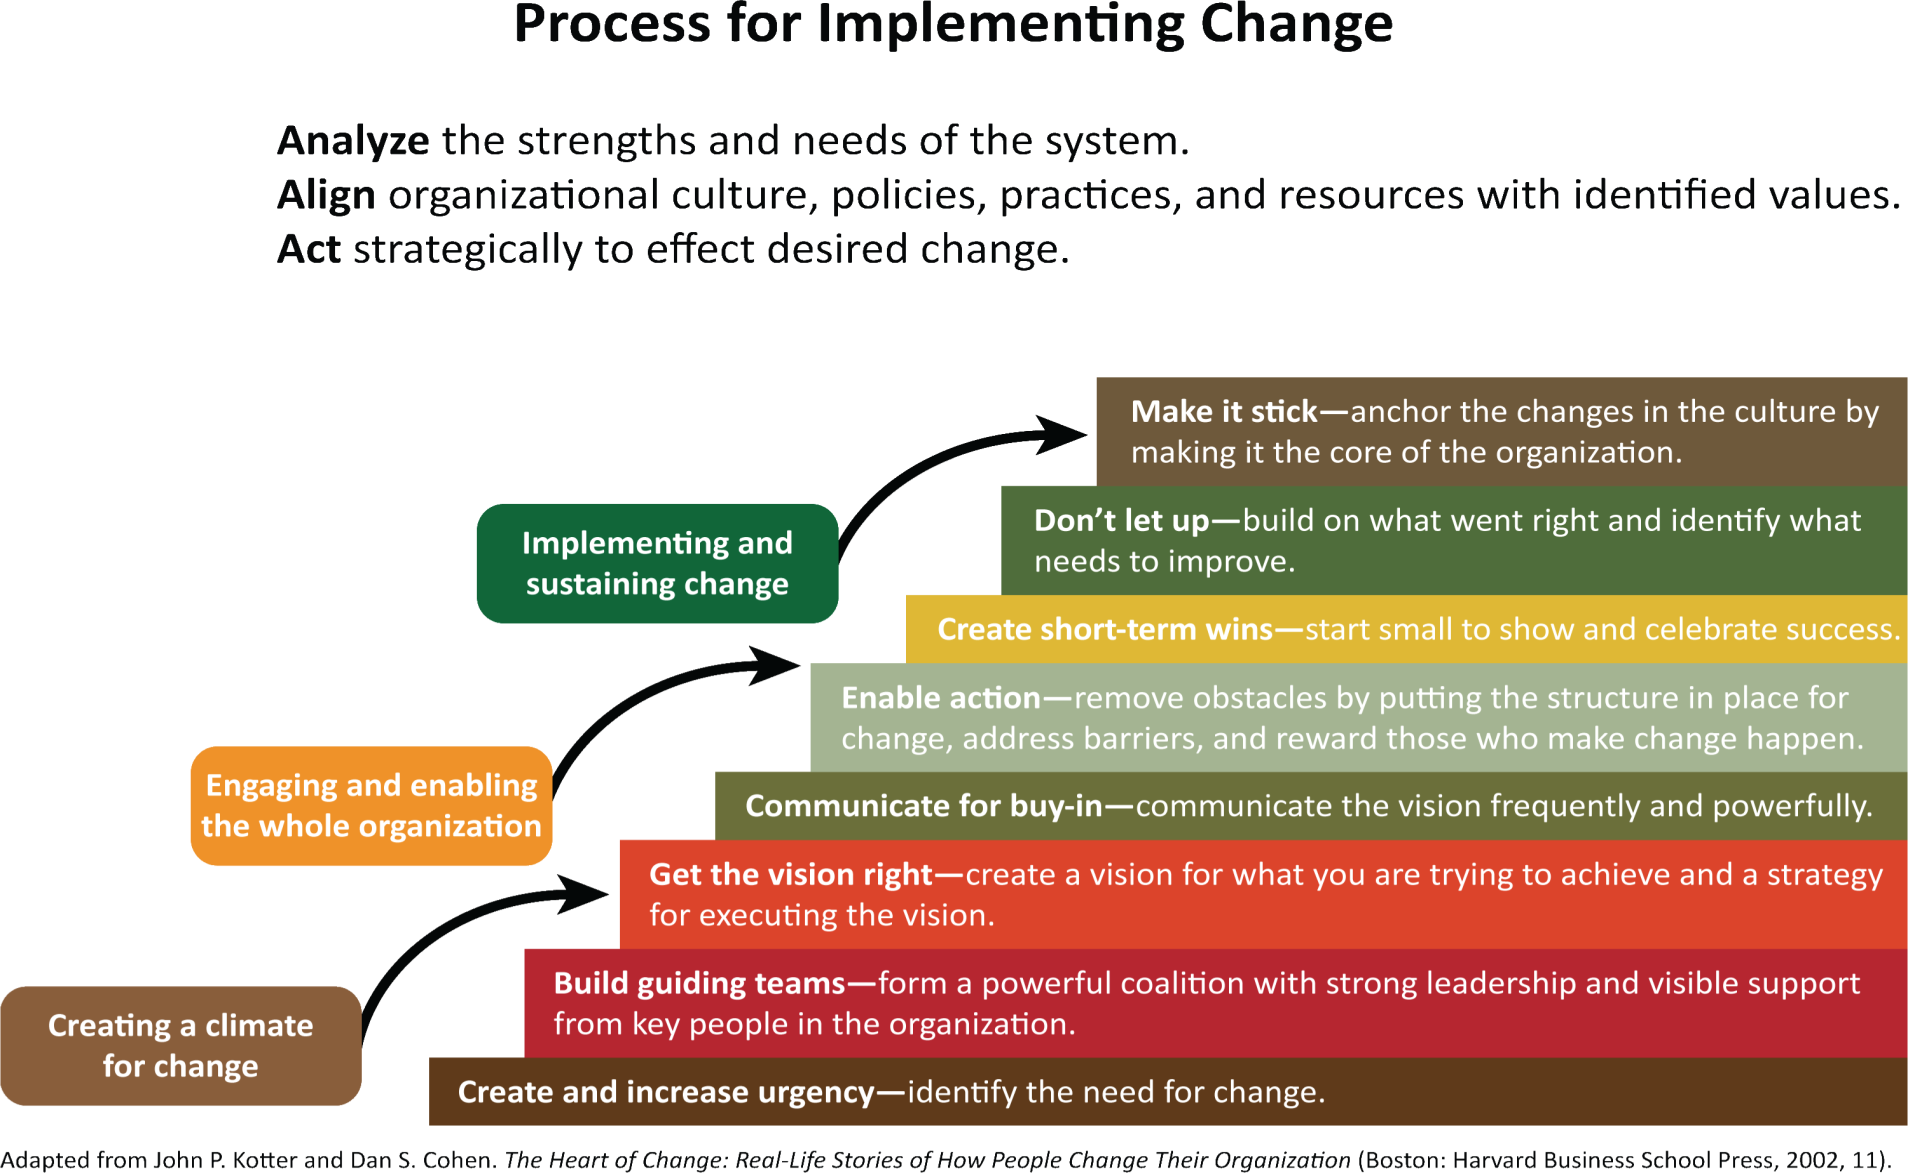 Process for Implementing Change
Analyze the strengths and needs of the system.
Align organizational culture, policies, practices, and resources with identified values.
Act strategically to effect desired change.
Make it stick—anchor the changes in the culture by
making it the core of the organization.
Don’t let up—build on what went right and identify what
needs to improve.
Implementing and
sustaining change
Create short-term wins—start small to show and celebrate success.
Enable action—remove obstacles by putting the structure in place for
change, address barriers, and reward those who make change happen.
Engaging and enabling
the whole organization
Communicate for buy-in—communicate the vision frequently and powerfully.
Get the vision right—create a vision for what you are trying to achieve and a strategy
for executing the vision.
Build guiding teams—form a powerful coalition with strong leadership and visible support
from key people in the organization.
Creating a climate
for change
Create and increase urgency—identify the need for change.
Adapted from John P. Kotter and Dan S. Cohen. The Heart of Change: Real-Life Stories of How People Change Their Organization (Boston: Harvard Business School Press, 2002, 11).